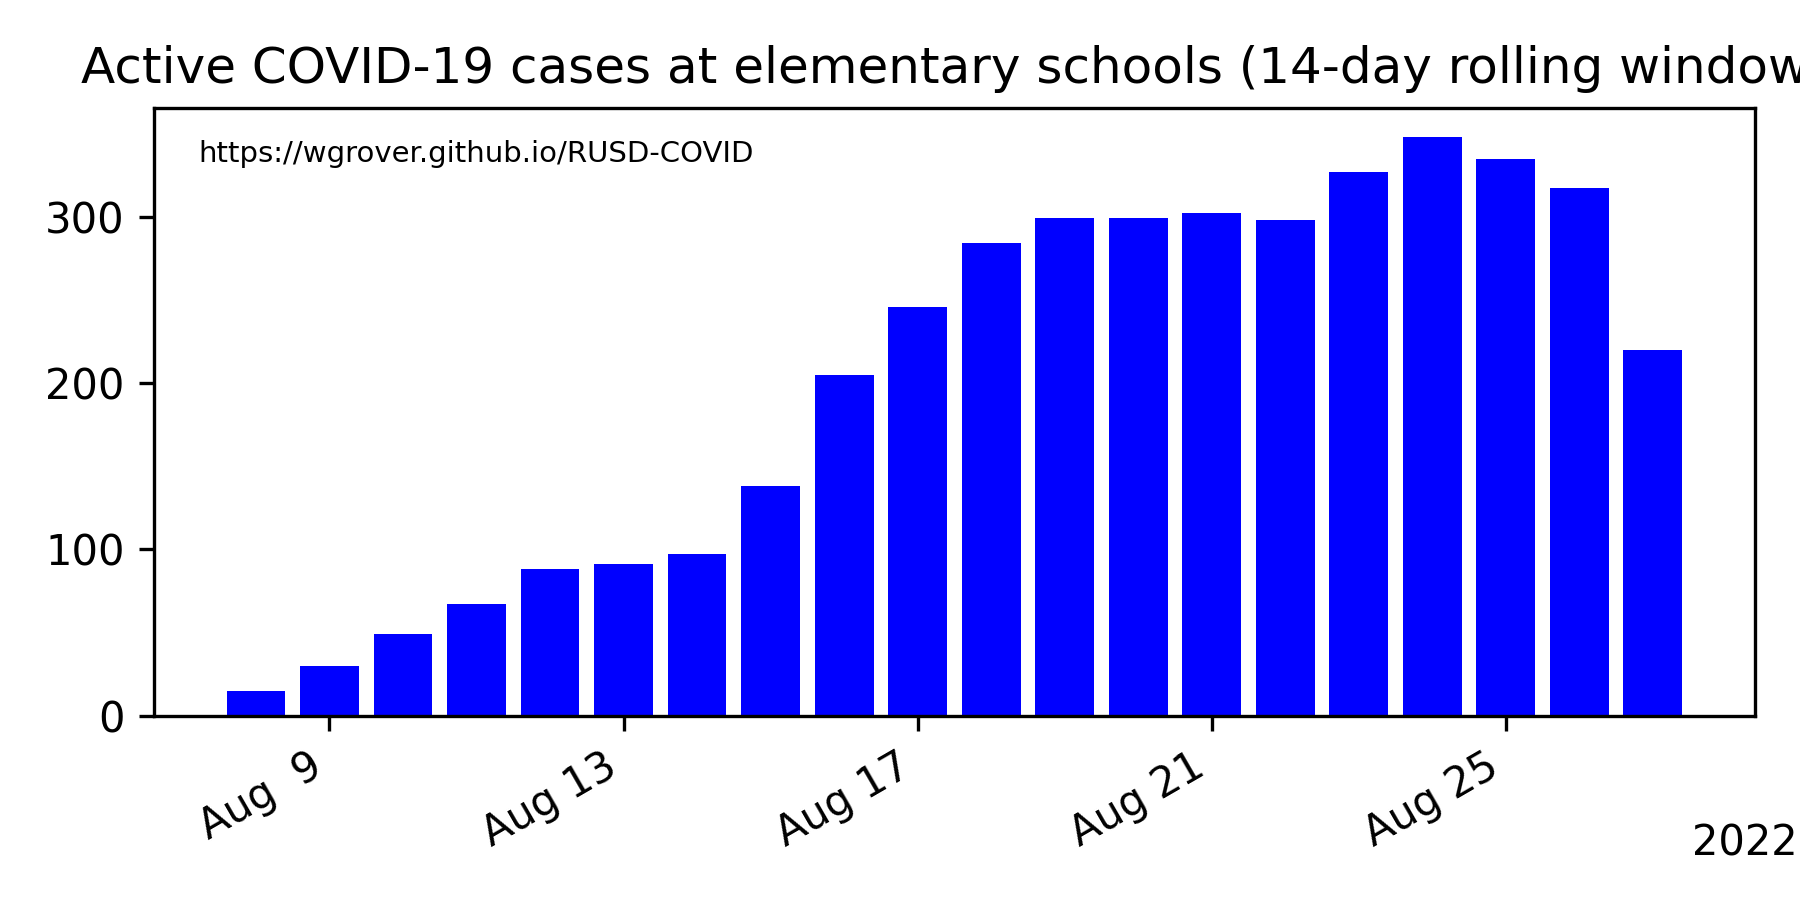 Active COVID-19 cases at elementary schools (14-day rolling window
https://wgrover.github.io/RUSD-COVID
300
200
100
0
Aug 9
Aug 13
Aug 17
Aug 21
Aug 25
2022